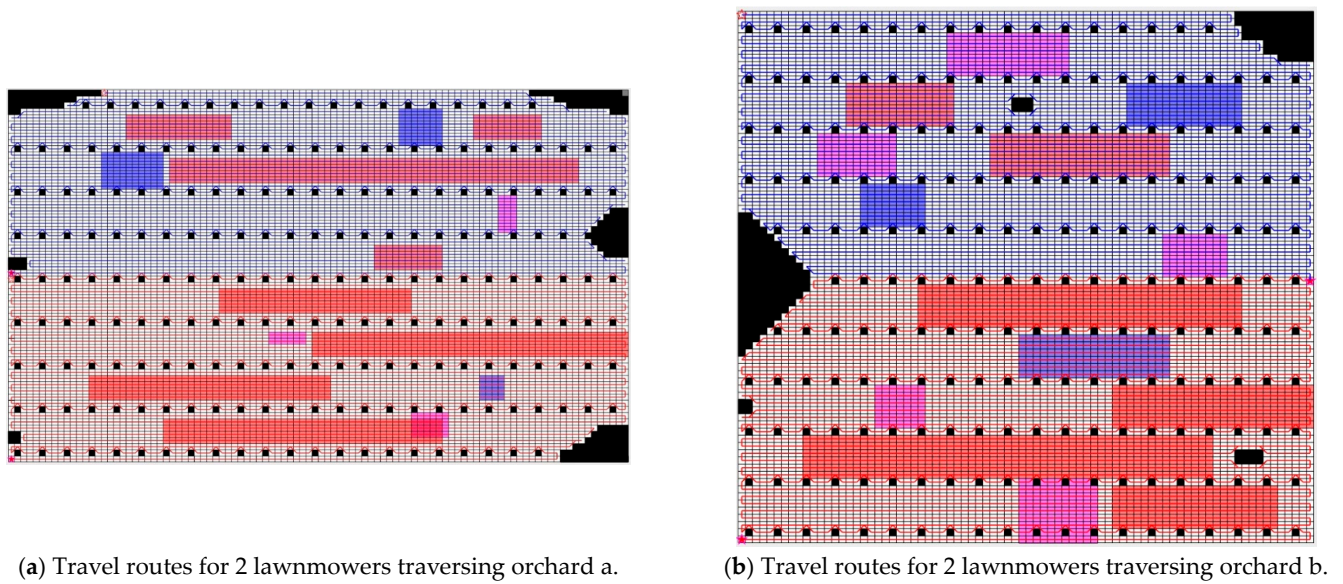 (a) Travel routes for 2 lawnmowers traversing orchard a.
(b) Travel routes for 2 lawnmowers traversing orchard b.